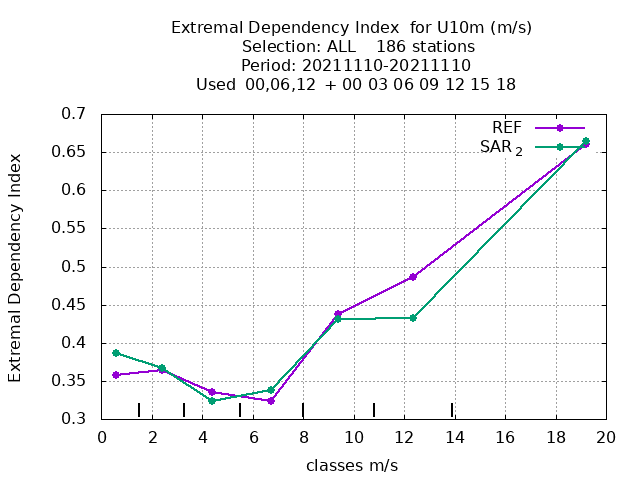 Extremal Dependency Index  for U10m (m/s)
Selection: ALL    186 stations
Period: 20211110-20211110
Used  00,06,12  + 00 03 06 09 12 15 18
REF
SAR 2
Extremal Dependency Index
0.7
0.65
0.6
0.55
0.5
0.45
0.4
0.35
0.3
0 2 4 6 8 10 12 14 16 18 20
classes m/s